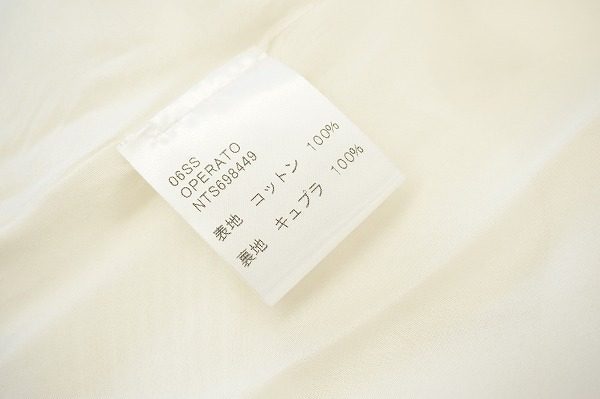 06SS
OPERATO
NTS698449
表地 コットン 100%
裏地 キュプラ 100%